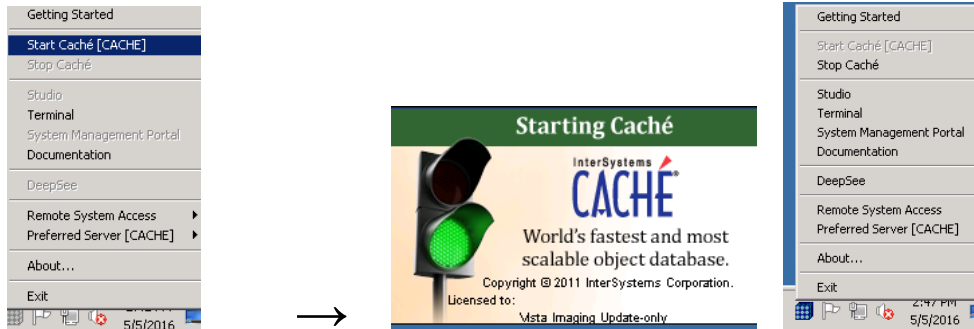 Getting Started
Start Caché [CACHE]
Stop Caché
Studio
Terminal
System Management Portal
Documentation
DeepSee
Remote System Access
Preferred Server [CACHE]
About...
Exit
5/5/2016
→
Starting Caché
InterSystems
CACHÉ®
World's fastest and most
scalable object database.
Copyright © 2011 InterSystems Corporation.
Licensed to:
Vista Imaging Update-only
Getting Started
Start Caché [CACHE]
Stop Caché
Studio
Terminal
System Management Portal
Documentation
DeepSee
Remote System Access
Preferred Server [CACHE]
About...
Exit
2:47 PM
5/5/2016